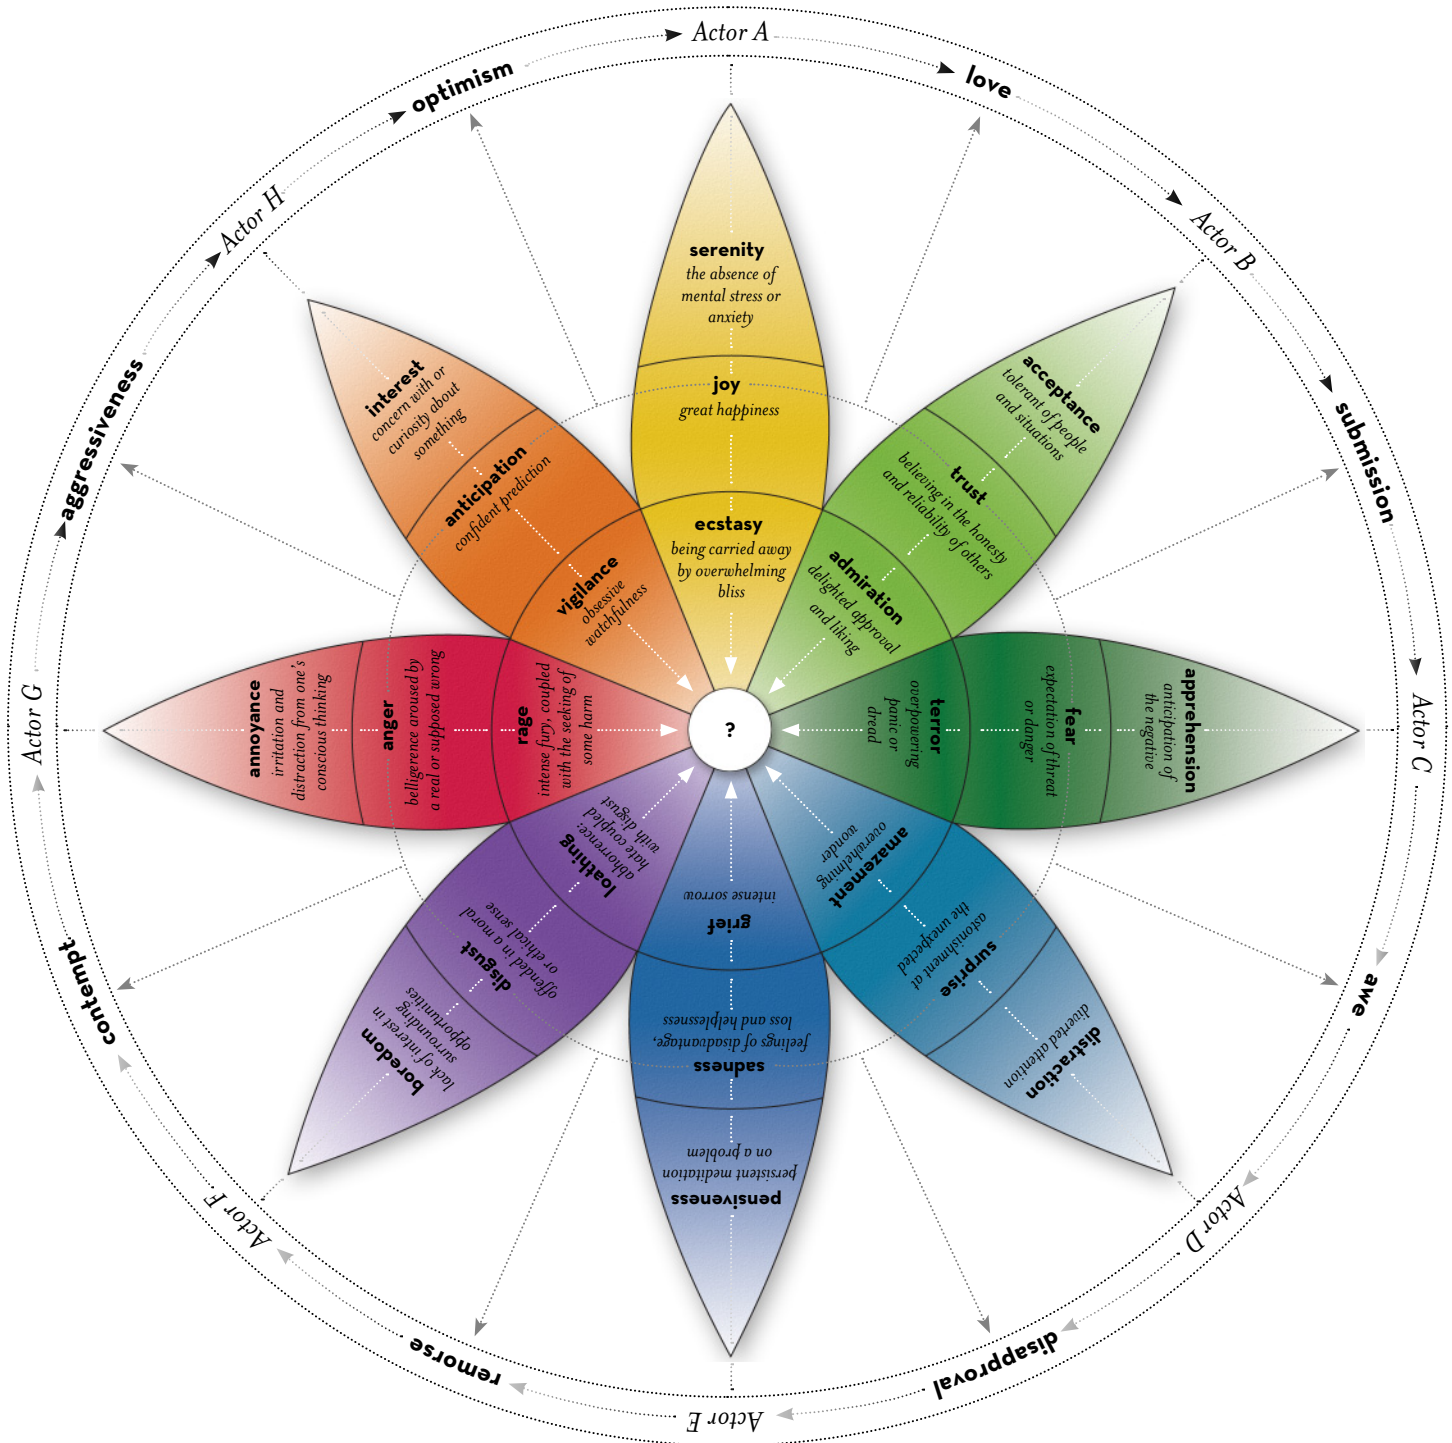 Actor A
love
Actor B
submission
Actor C
awe
Actor D
disapproval
Actor E
remorse
Actor F
contempt
Actor G
aggressiveness
Actor H
optimism
serenity
the absence of
mental stress or
anxiety
joy
great happiness
ecstasy
being carried away
by overwhelming
bliss
acceptance
tolerant of people
and situations
trust
believing in the honesty
and reliability of others
admiration
delighted approval
and liking
apprehension
anticipation of
the negative
fear
expectation of threat
or danger
terror
overpowering
panic or
dread
distraction
diverted attention
surprise
astonishment at
the unexpected
amazement
overwhelming
wonder
pensiveness
persistent meditation
on a problem
sadness
feelings of disadvantage,
loss and helplessness
grief
intense sorrow
boredom
lack of interest in
surrounding
opportunities
disgust
offended in a moral
or ethical sense
loathing
abhorrence:
hate coupled
with disgust
annoyance
irritation and
distraction from one's
conscious thinking
anger
belligerence aroused by
a real or supposed wrong
rage
intense fury, coupled
with the seeking of
some harm
interest
concern with or
curiosity about
something
anticipation
confident prediction
vigilance
obsessive
watchfulness
?